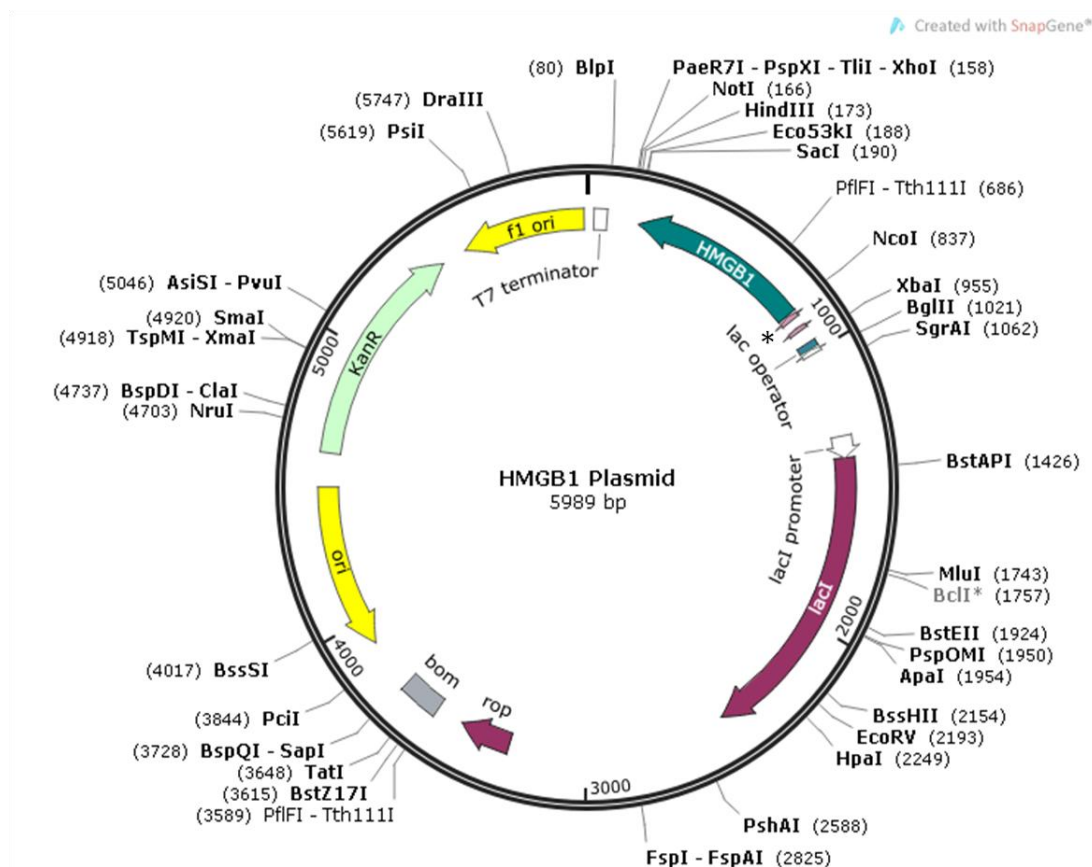 Created with SnapGene®
(80) BlpI
PaeR7I - PspXI - TliI - XhoI (158)
NotI (166)
HindIII (173)
Eco53kI (188)
SacI (190)
(5747) DraIII
(5619) PsiI
PflFI - Tth111I (686)
NcoI (837)
XbaI (955)
BglII (1021)
SgrAI (1062)
f1 ori
T7 terminator
HMGB1
*
1000
lac operator
(5046) AsiSI - PvuI
(4920) SmaI
(4918) TspMI - XmaI
5000
KanR
(4737) BspDI - ClaI
(4703) NruI
HMGB1 Plasmid
5989 bp
BstAPI (1426)
lacI promoter
lacI
MluI (1743)
BclI* (1757)
2000
BstEII (1924)
PspOMI (1950)
ApaI (1954)
BssHII (2154)
EcoRV (2193)
HpaI (2249)
ori
4000
(4017) BssSI
bom
rop
(3844) PciI
(3728) BspQI - SapI
(3648) TatI
(3615) BstZ17I
(3589) PflFI - Tth111I
3000
PshAI (2588)
FspI - FspAI (2825)